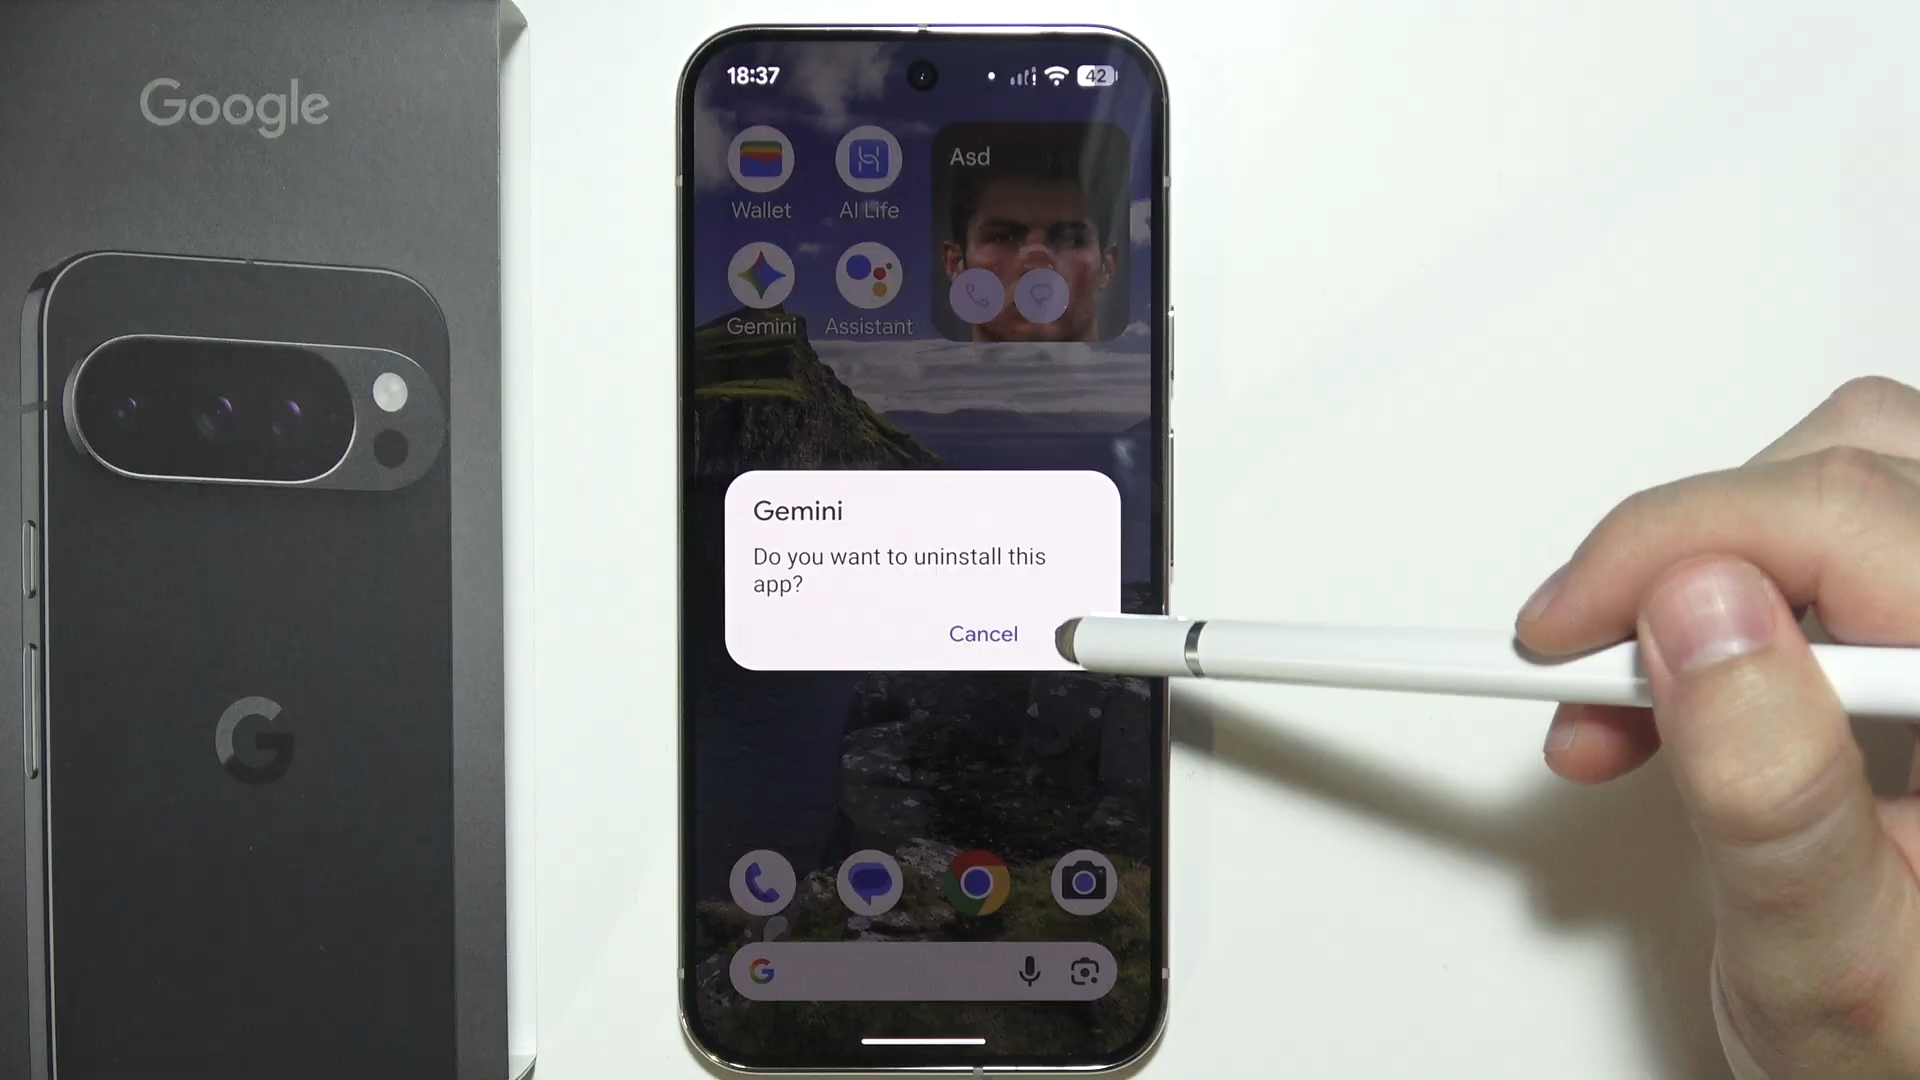 Google
18:37
42
Asd
Wallet
AI Life
Gemini
Assistant
Gemini
Do you want to uninstall this
app?
Cancel